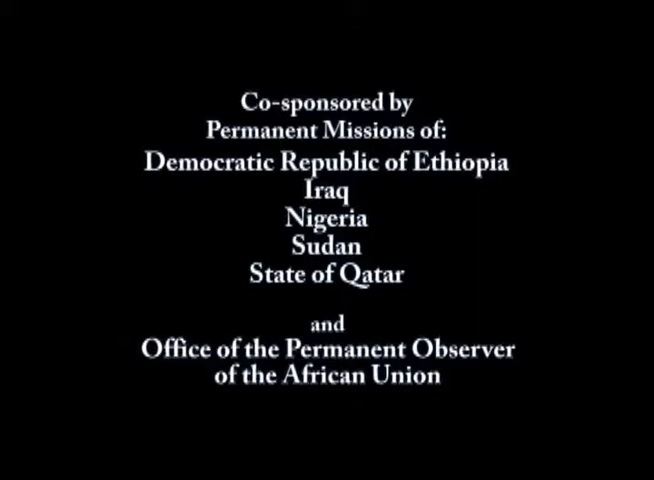 Co-sponsored by
Permanent Missions of:
Democratic Republic of Ethiopia
Iraq
Nigeria
Sudan
State of Qatar
and
Office of the Permanent Observer
of the African Union